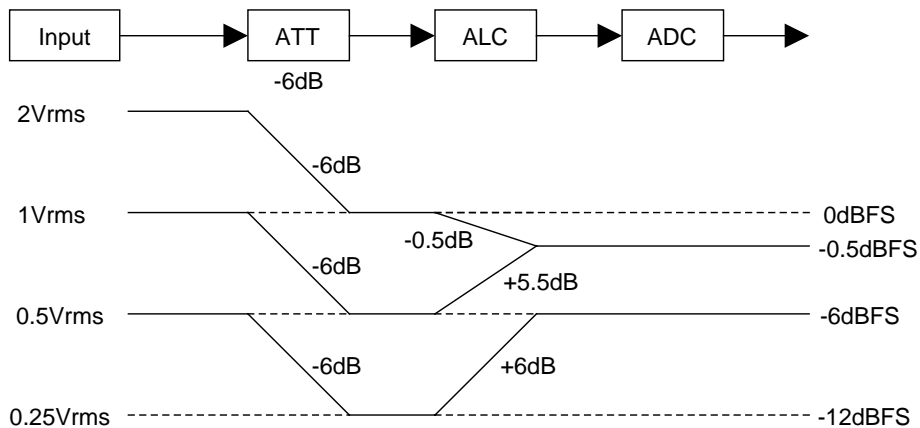 Input ATT ALC ADC
-6dB
2Vrms
-6dB
1Vrms 0dBFS
-0.5dB
-0.5dBFS
-6dB
+5.5dB
0.5Vrms -6dBFS
-6dB +6dB
0.25Vrms -12dBFS